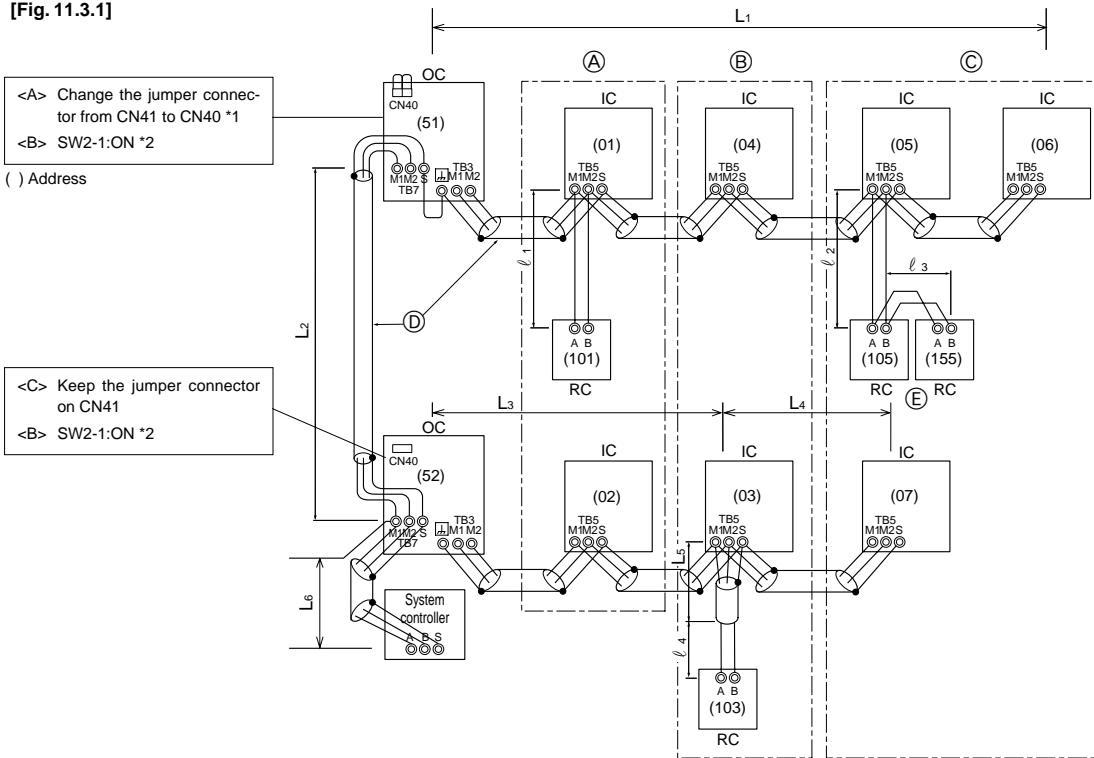 [Fig. 11.3.1]
L1
Ⓐ
Ⓑ
Ⓒ
<A> Change the jumper connec-
tor from CN41 to CN40 *1
<B> SW2-1:ON *2
( ) Address
OC
CN40
(51)
M1M2 S
TB7
TB3
M1 M2
IC
(01)
TB5
M1M2S
IC
(04)
TB5
M1M2S
IC
(05)
TB5
M1M2S
IC
(06)
TB5
M1M2S
L2
Ⓓ
ℓ 1
ℓ 2
ℓ 3
A B
(101)
RC
A B
(105)
RC
A B
(155)
RC
Ⓔ
<C> Keep the jumper connector
on CN41
<B> SW2-1:ON *2
L3
L4
OC
CN40
(52)
M1M2 S
TB7
TB3
M1 M2
IC
(02)
TB5
M1M2S
IC
(03)
TB5
M1M2S
IC
(07)
TB5
M1M2S
L5
L6
System
controller
A B S
ℓ 4
A B
(103)
RC